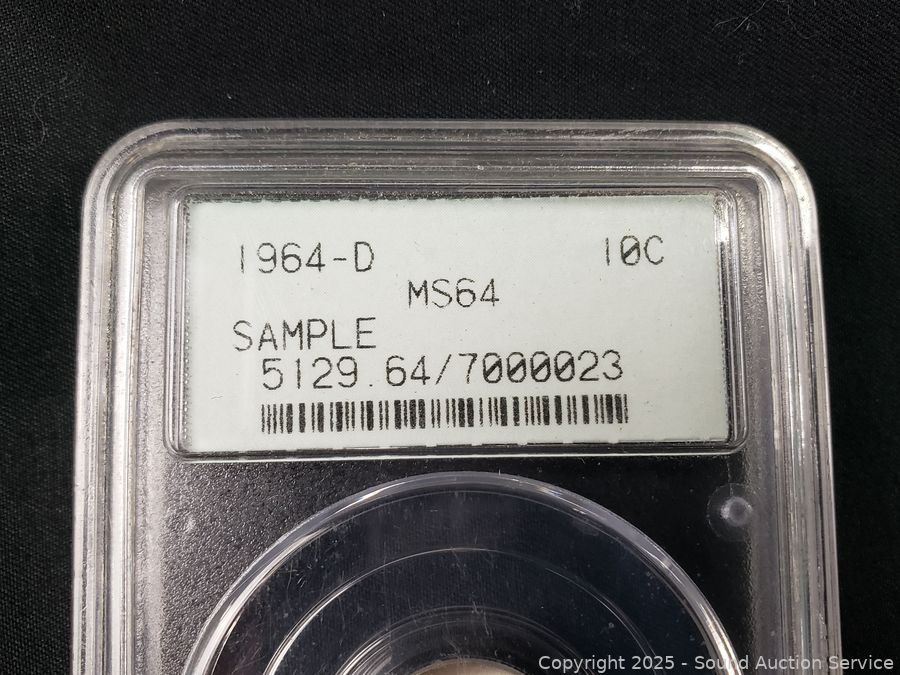 1964-D 10C
MS64
SAMPLE
5129.64/7000023
Copyright 2025 - Sound Auction Service